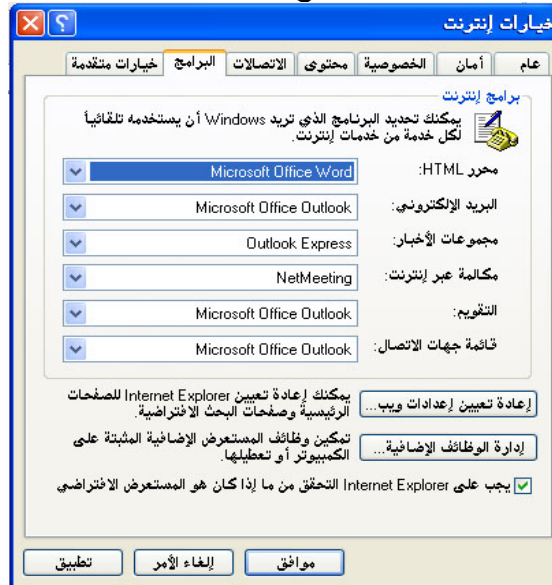 خيارات إنترنت
عام
أمان
الخصوصية
محتوى
الاتصالات
البرامج
خيارات متقدمة
برامج إنترنت
يمكنك تحديد البرنامج الذي تريد Windows أن يستخدمه تلقائياً
لكل خدمة من خدمات إنترنت.
محرر HTML: Microsoft Office Word
البريد الإلكتروني: Microsoft Office Outlook
مجموعات الأخبار: Outlook Express
مكالمة عبر إنترنت: NetMeeting
التقويم: Microsoft Office Outlook
قائمة جهات الاتصال: Microsoft Office Outlook
إعادة تعيين إعدادات ويب...
يمكنك إعادة تعيين Internet Explorer للصفحات
الرئيسية وصفحات البحث الافتراضية.
إدارة الوظائف الإضافية...
تمكين وظائف المستعرض الإضافية المثبتة على
الكمبيوتر أو تعطيلها.
يجب على Internet Explorer التحقق من ما إذا كان هو المستعرض الافتراضي
موافق
إلغاء الأمر
تطبيق